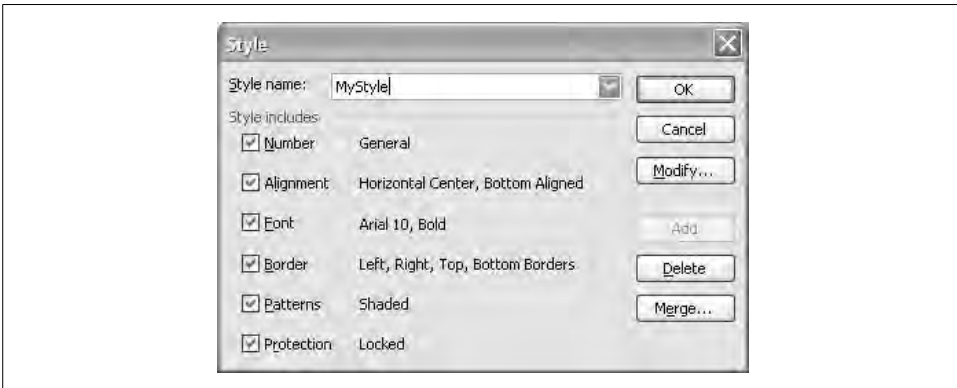 Style
Style name: MyStyle
OK
Style includes
Cancel
Number General
Modify...
Alignment Horizontal Center, Bottom Aligned
Font Arial 10, Bold
Add
Border Left, Right, Top, Bottom Borders
Delete
Patterns Shaded
Merge...
Protection Locked